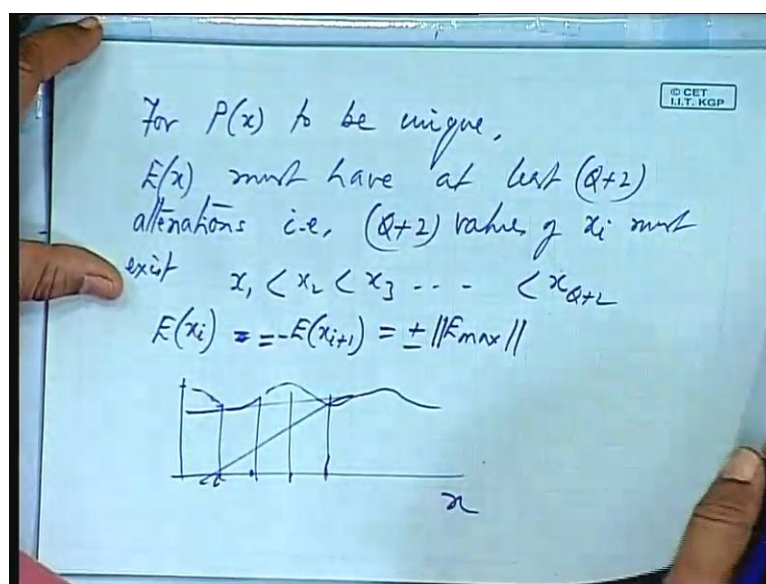 © CET
I.I.T. KGP
For P(x) to be unique,
E(x) must have at least (Q+2)
alternations i.e, (Q+2) values of xi must
exist x1 < x2 < x3 --- < xQ+2
E(xi) = = -E(xi+1) = ± ||Emax||
x